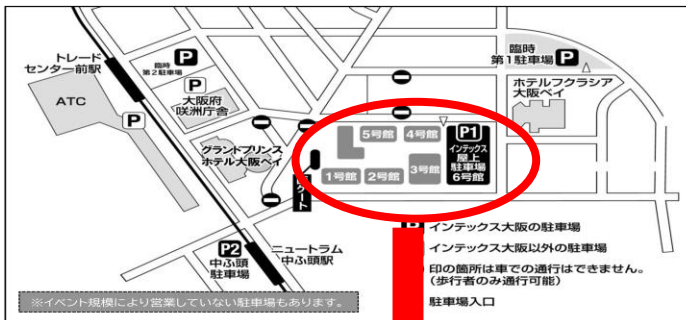 トレード
センター前駅
ATC
P
臨時
第2駐車場
P
P
大阪府
咲洲庁舎
臨時
第1駐車場
P
ホテルフクラシア
大阪ベイ
グランドプリンス
ホテル大阪ベイ
5号館
4号館
P1
インテックス
屋上
駐車場
6号館
1号館
2号館
3号館
ゲート
P2
中ふ頭
駐車場
ニュートラム
中ふ頭駅
インテックス大阪の駐車場
インテックス大阪以外の駐車場
印の箇所は車での通行はできません。
(歩行者のみ通行可能)
駐車場入口
※イベント規模により営業していない駐車場もあります。